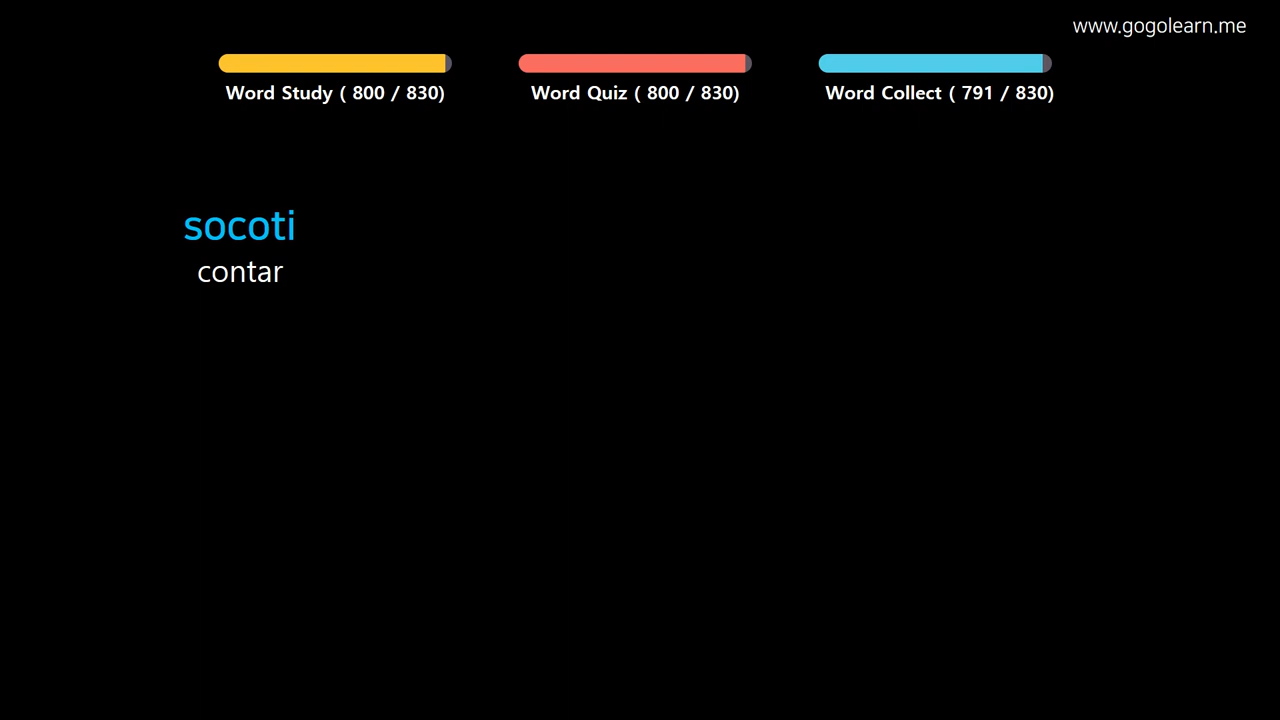 www.gogolearn.me
Word Study ( 800 / 830)
Word Quiz ( 800 / 830)
Word Collect ( 791 / 830)
socoti
contar